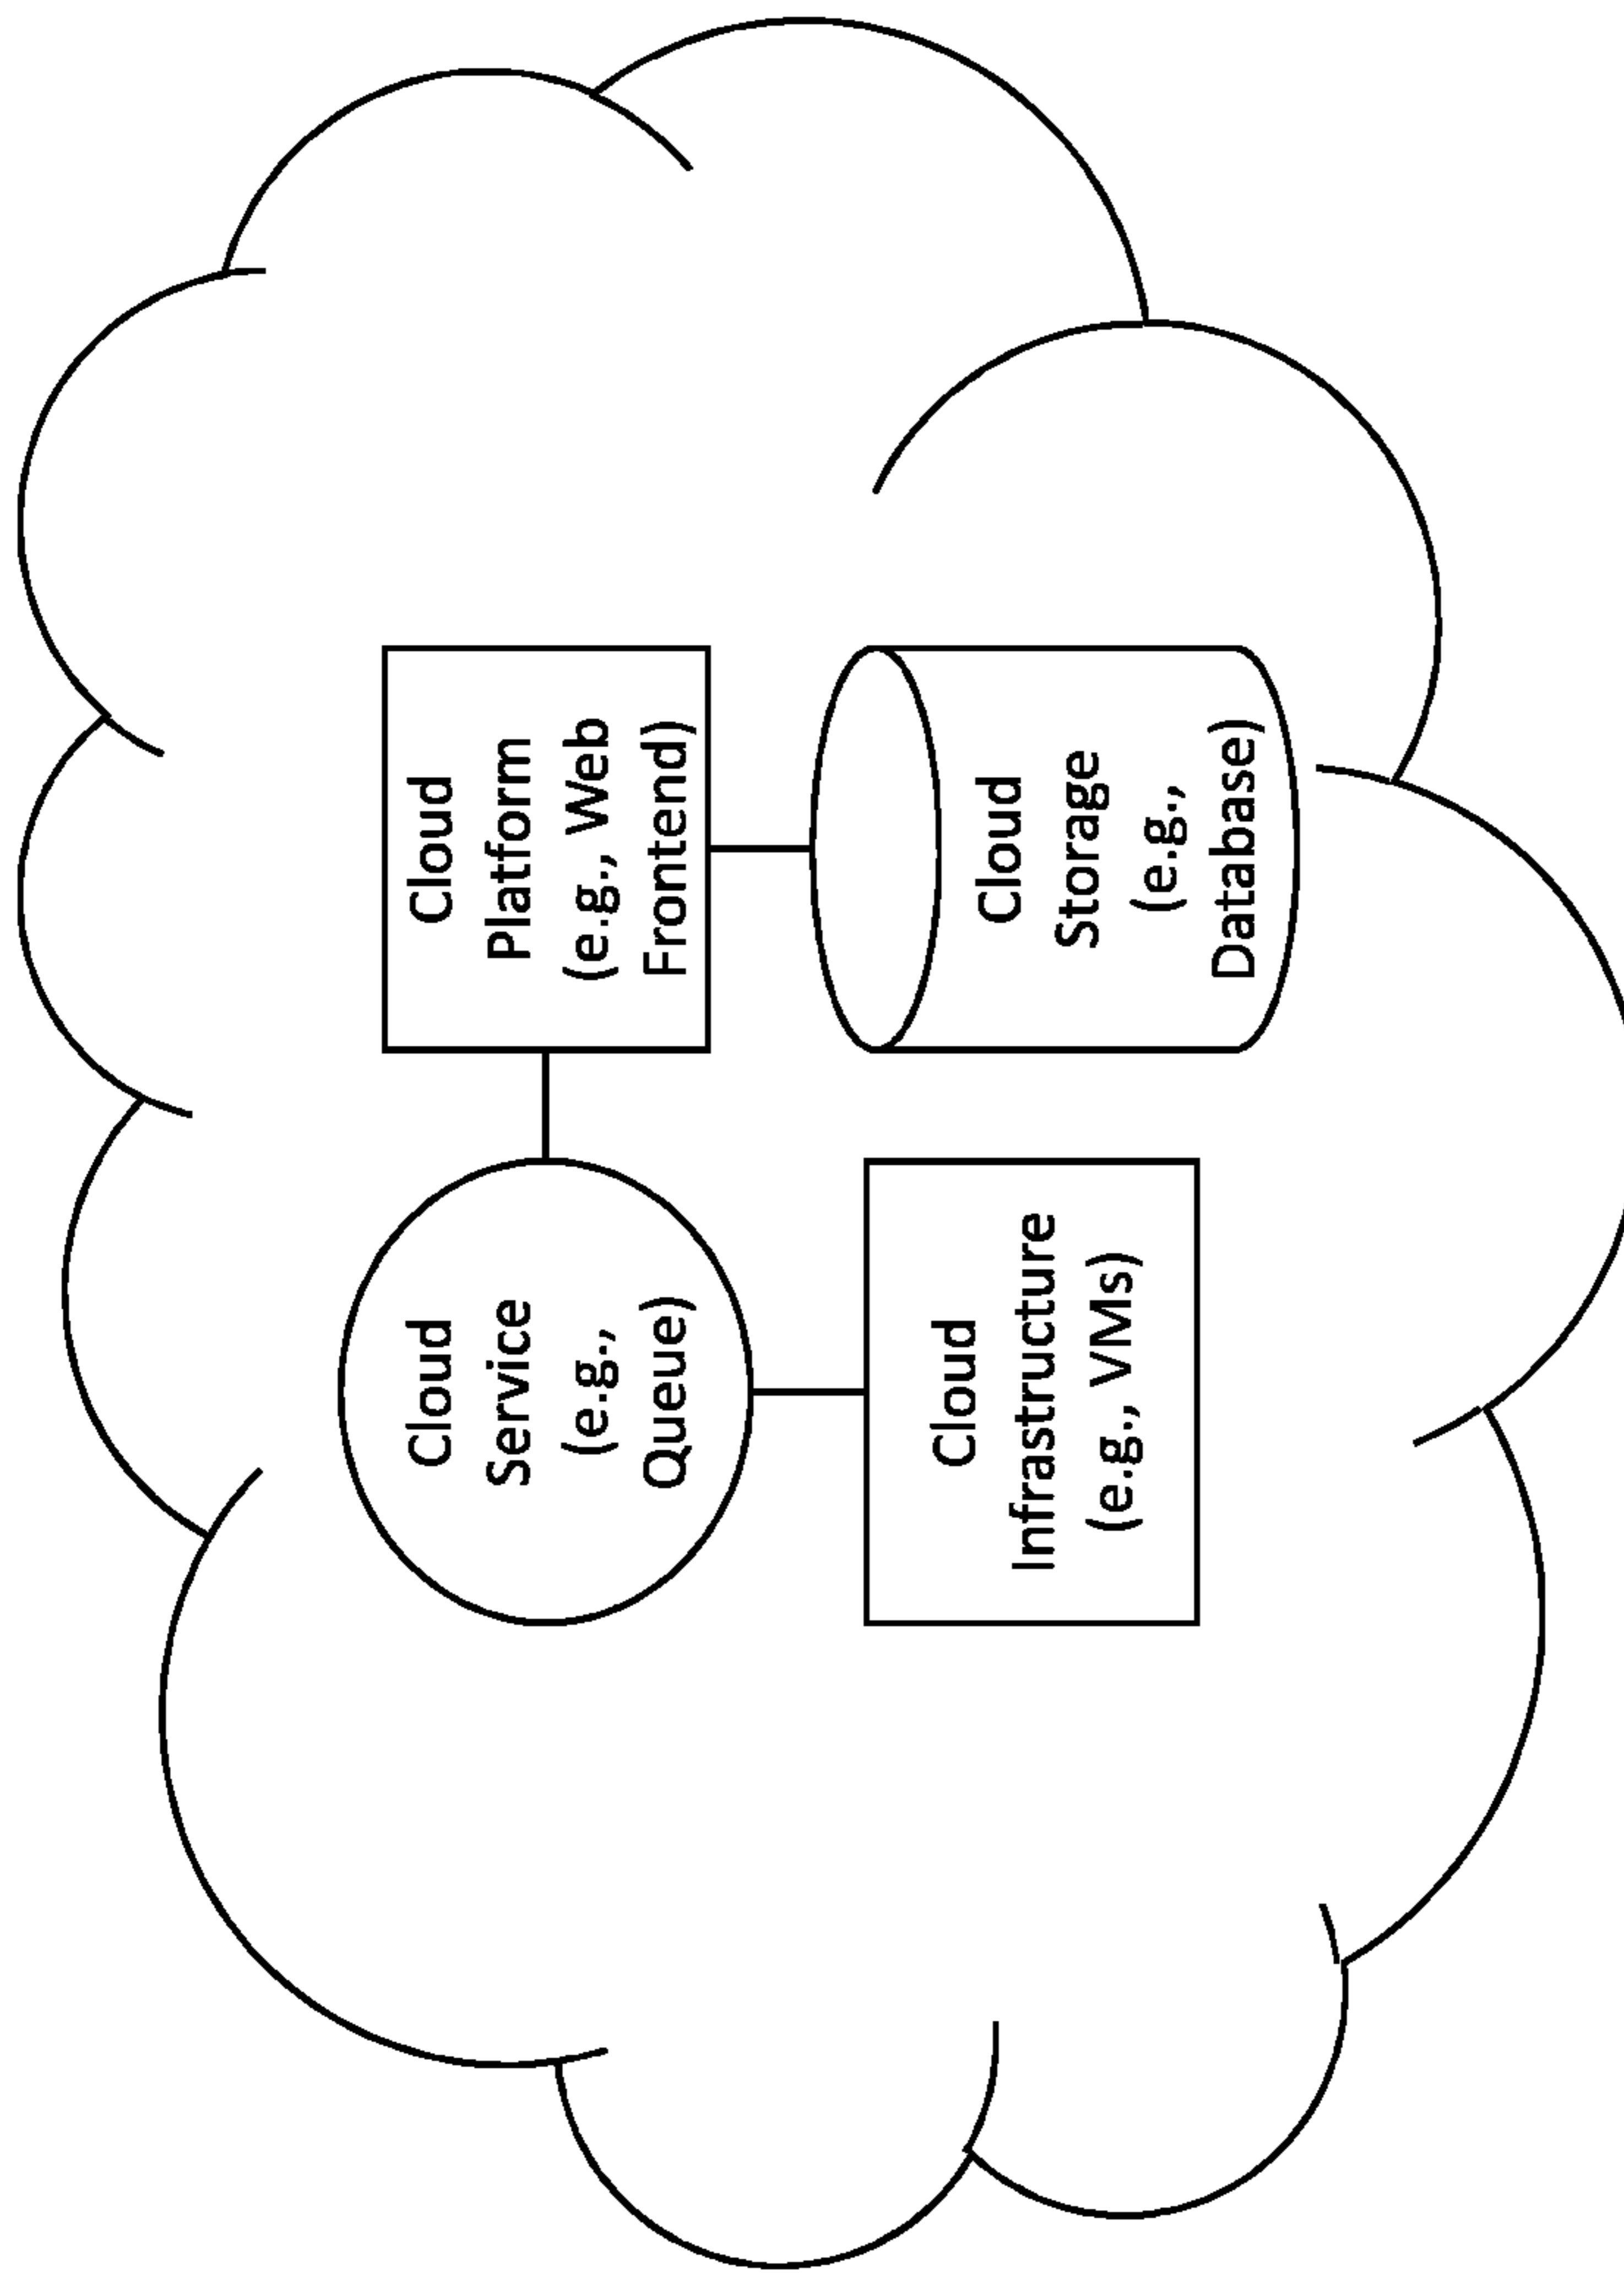 Cloud
Service
(e.g.,
Queue)
Cloud
Platform
(e.g., Web
Frontend)
Cloud
Infrastructure
(e.g., VMs)
Cloud
Storage
(e.g.,
Database)